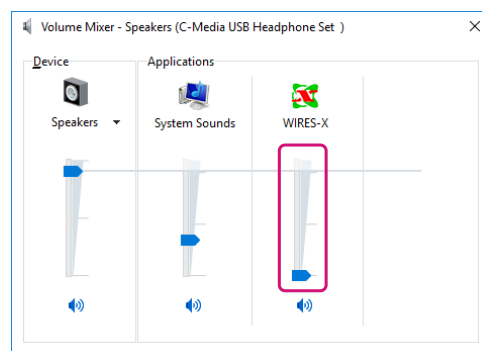 Volume Mixer - Speakers (C-Media USB Headphone Set )
Device
Applications
Speakers
System Sounds
WIRES-X